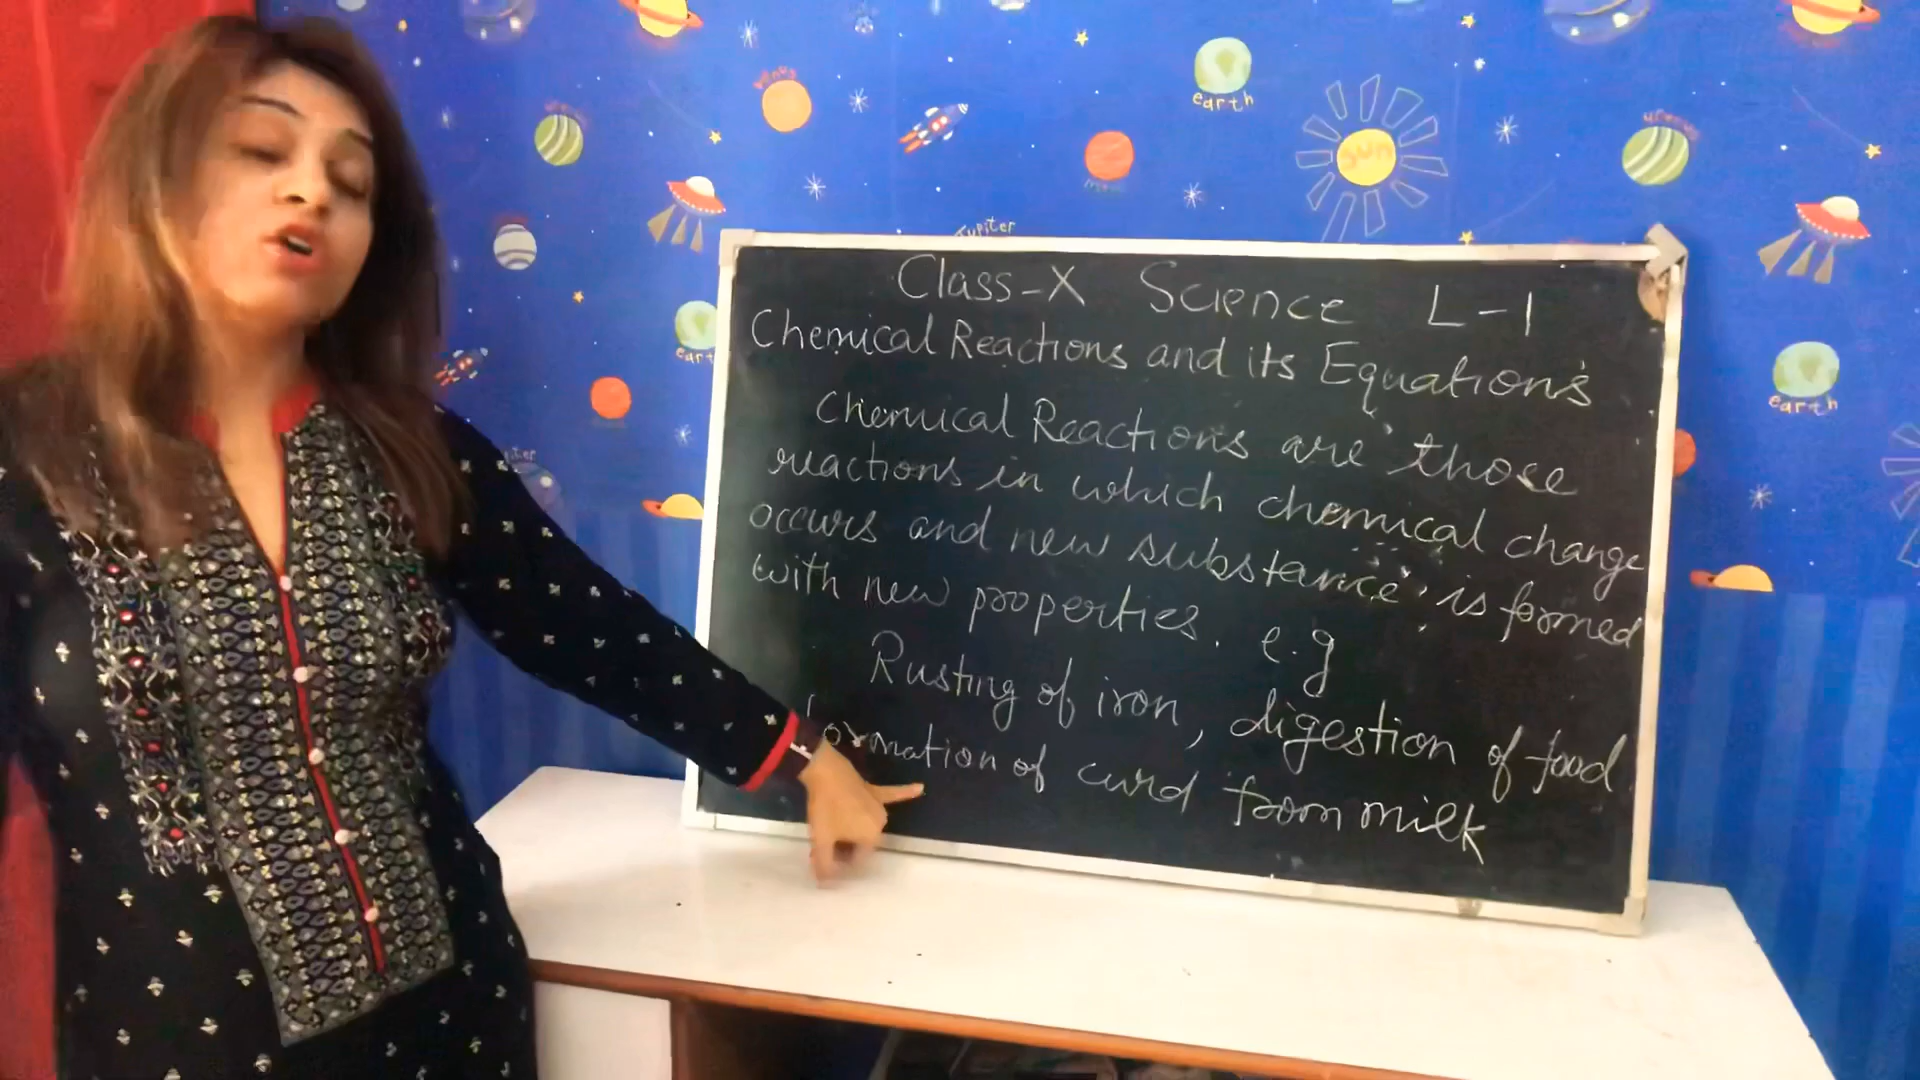 venus
earth
uranus
sun
Jupiter
earth
earth
Class-X Science L-1
Chemical Reactions and its Equations
Chemical Reactions are those
reactions in which chemical change
occurs and new substance is formed
with new properties. e.g
Rusting of iron, digestion of food
formation of curd from milk